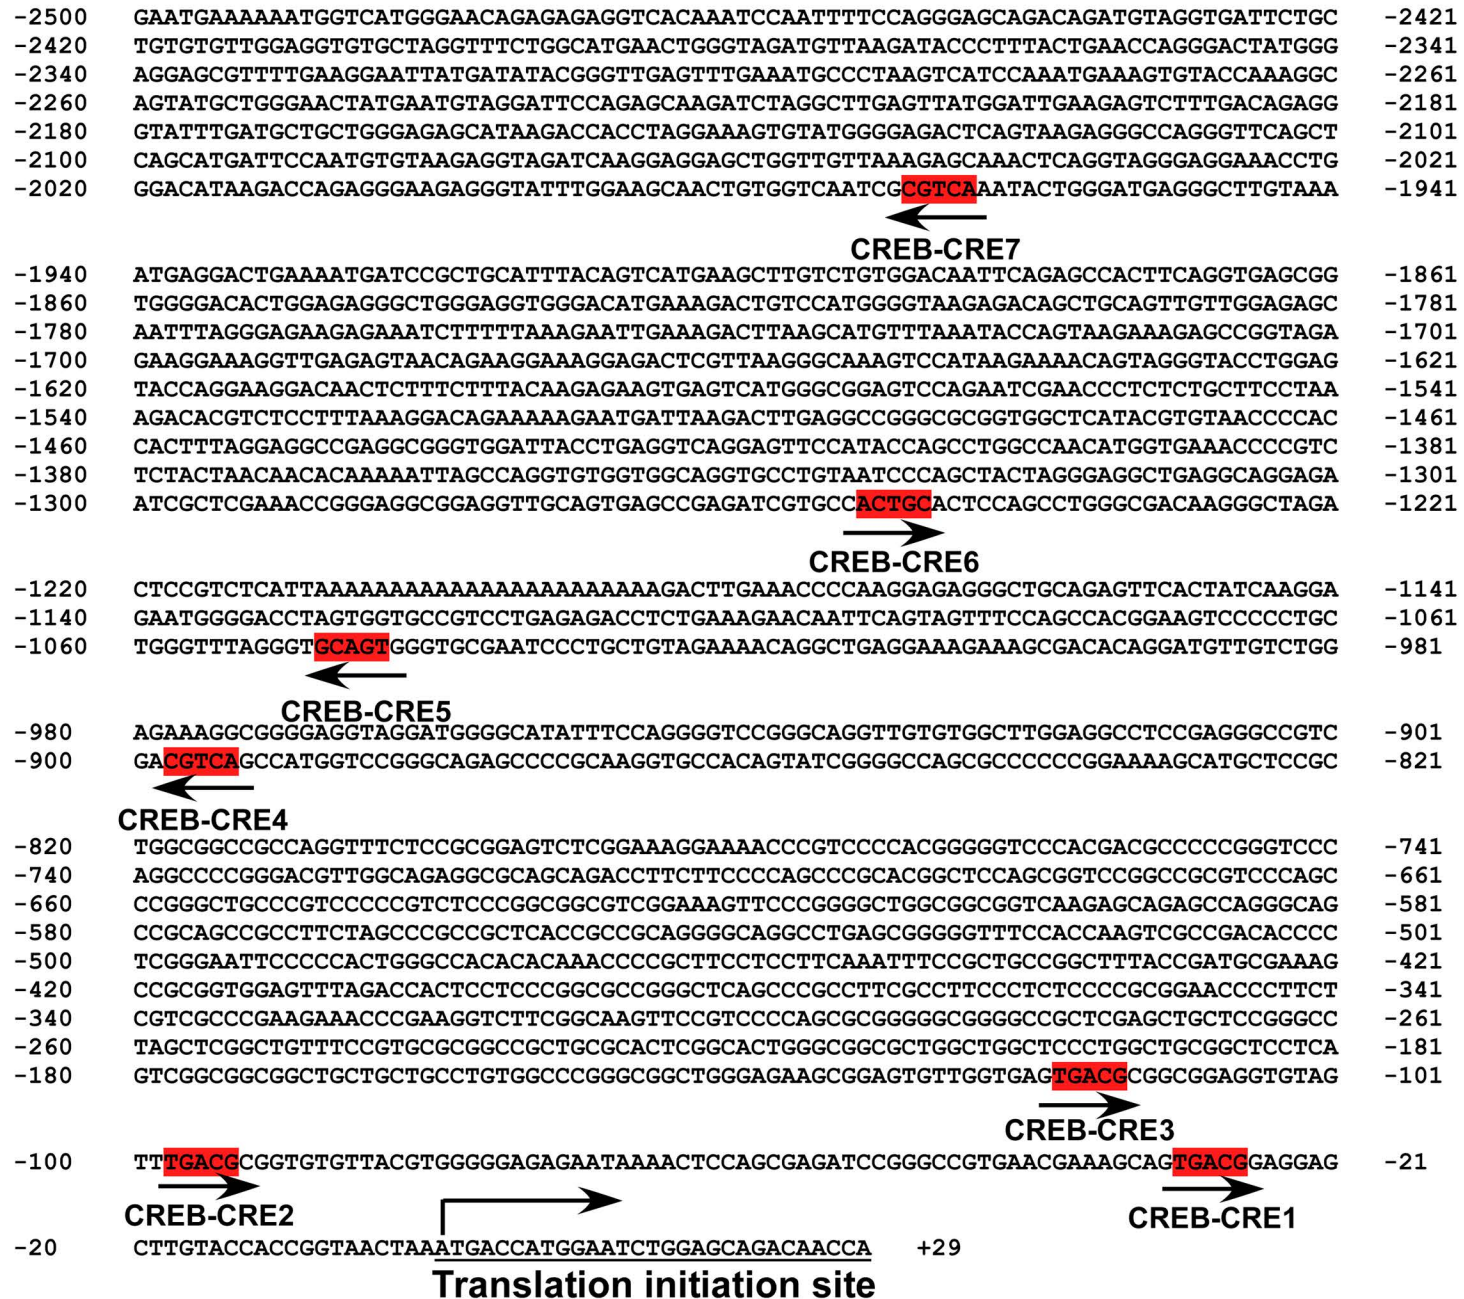 -2500 GAATGAAAAAATGGTCATGGGAACAGAGAGAGGTCACAAATCCAATTTTCCAGGGAGCAGACAGATGTAGGTGATTCTGC -2421
-2420 TGTGTGTTGGAGGTGTGCTAGGTTTCTGGCATGAACTGGGTAGATGTTAAGATACCCTTTACTGAACCAGGGACTATGGG -2341
-2340 AGGAGCGTTTTGAAGGAATTATGATATACGGGTTGAGTTTGAAATGCCCTAAGTCATCCAAATGAAAGTGTACCAAAGGC -2261
-2260 AGTATGCTGGGAACTATGAATGTAGGATTCCAGAGCAAGATCTAGGCTTGAGTTATGGATTGAAGAGTCTTTGACAGAGG -2181
-2180 GTATTTGATGCTGCTGGGAGAGCATAAGACCACCTAGGAAAGTGTATGGGGAGACTCAGTAAGAGGGCCAGGGTTCAGCT -2101
-2100 CAGCATGATTCCAATGTGTAAGAGGTAGATCAAGGAGGAGCTGGTTGTTAAAGAGCAAACTCAGGTAGGGAGGAAACCTG -2021
-2020 GGACATAAGACCAGAGGGAAGAGGGTATTTGGAAGCAACTGTGGTCAATCGCGTCAAATACTGGGATGAGGGCTTGTAAA -1941
CREB-CRE7
-1940 ATGAGGACTGAAAATGATCCGCTGCATTTACAGTCATGAAGCTTGTCTGTGGACAATTCAGAGCCACTTCAGGTGAGCGG -1861
-1860 TGGGGACACTGGAGAGGGCTGGGAGGTGGGACATGAAAGACTGTCCATGGGGTAAGAGACAGCTGCAGTTGTTGGAGAGC -1781
-1780 AATTTAGGGAGAAGAGAAATCTTTTTAAAGAATTGAAAGACTTAAGCATGTTTAAATACCAGTAAGAAAGAGCCGGTAGA -1701
-1700 GAAGGAAAGGTTGAGAGTAACAGAAGGAAAGGAGACTCGTTAAGGGCAAAGTCCATAAGAAAACAGTAGGGTACCTGGAG -1621
-1620 TACCAGGAAGGACAACTCTTTCTTTACAAGAGAAGTGAGTCATGGGCGGAGTCCAGAATCGAACCCTCTCTGCTTCCTAA -1541
-1540 AGACACGTCTCCTTTAAAGGACAGAAAAAGAATGATTAAGACTTGAGGCCGGGCGCGGTGGCTCATACGTGTAACCCCAC -1461
-1460 CACTTTAGGAGGCCGAGGCGGGTGGATTACCTGAGGTCAGGAGTTCCATACCAGCCTGGCCAACATGGTGAAACCCCGTC -1381
-1380 TCTACTAACAACACAAAAATTAGCCAGGTGTGGTGGCAGGTGCCTGTAATCCCAGCTACTAGGGAGGCTGAGGCAGGAGA -1301
-1300 ATCGCTCGAAACCGGGAGGCGGAGGTTGCAGTGAGCCGAGATCGTGCCACTGCACTCCAGCCTGGGCGACAAGGGCTAGA -1221
CREB-CRE6
-1220 CTCCGTCTCATTAAAAAAAAAAAAAAAAAAAAAAAGACTTGAAACCCCAAGGAGAGGGCTGCAGAGTTCACTATCAAGGA -1141
-1140 GAATGGGGACCTAGTGGTGCCGTCCTGAGAGACCTCTGAAAGAACAATTCAGTAGTTTCCAGCCACGGAAGTCCCCCTGC -1061
-1060 TGGGTTTAGGGTGCAGTGGGTGCGAATCCCTGCTGTAGAAAACAGGCTGAGGAAAGAAAGCGACACAGGATGTTGTCTGG -981
CREB-CRE5
-980 AGAAAGGCGGGGAGGTAGGATGGGGCATATTTCCAGGGGTCCGGGCAGGTTGTGTGGCTTGGAGGCCTCCGAGGGCCGTC -901
-900 GACGTCAGCCATGGTCCGGGCAGAGCCCCGCAAGGTGCCACAGTATCGGGGCCAGCGCCCCCCGGAAAAGCATGCTCCGC -821
CREB-CRE4
-820 TGGCGGCCGCCAGGTTTCTCCGCGGAGTCTCGGAAAGGAAAACCCGTCCCCACGGGGGTCCCACGACGCCCCCGGGTCCC -741
-740 AGGCCCCGGGACGTTGGCAGAGGCGCAGCAGACCTTCTTCCCCAGCCCGCACGGCTCCAGCGGTCCGGCCGCGTCCCAGC -661
-660 CCGGGCTGCCCGTCCCCCGTCTCCCGGCGGCGTCGGAAAGTTCCCGGGGCTGGCGGCGGTCAAGAGCAGAGCCAGGGCAG -581
-580 CCGCAGCCGCCTTCTAGCCCGCCGCTCACCGCCGCAGGGGCAGGCCTGAGCGGGGGTTTCCACCAAGTCGCCGACACCCC -501
-500 TCGGGAATTCCCCCACTGGGCCACACACAAACCCCGCTTCCTCCTTCAAATTTCCGCTGCCGGCTTTACCGATGCGAAAG -421
-420 CCGCGGTGGAGTTTAGACCACTCCTCCCGGCGCCGGGCTCAGCCCGCCTTCGCCTTCCCTCTCCCCGCGGAACCCCTTCT -341
-340 CGTCGCCCGAAGAAACCCGAAGGTCTTCGGCAAGTTCCGTCCCCAGCGCGGGGGCGGGGCCGCTCGAGCTGCTCCGGGCC -261
-260 TAGCTCGGCTGTTTCCGTGCGCGGCCGCTGCGCACTCGGCACTGGGCGGCGCTGGCTGGCTCCCTGGCTGCGGCTCCTCA -181
-180 GTCGGCGGCGGCTGCTGCTGCCTGTGGCCCGGGCGGCTGGGAGAAGCGGAGTGTTGGTGAGTGACGCGGCGGAGGTGTAG -101
CREB-CRE3
-100 TTTGACGCGGTGTGTTACGTGGGGGAGAGAATAAAACTCCAGCGAGATCCGGGCCGTGAACGAAAGCAGTGACGGAGGAG -21
CREB-CRE2 CREB-CRE1
-20 CTTGTACCACCGGTAACTAAATGACCATGGAATCTGGAGCAGACAACCA +29
Translation initiation site